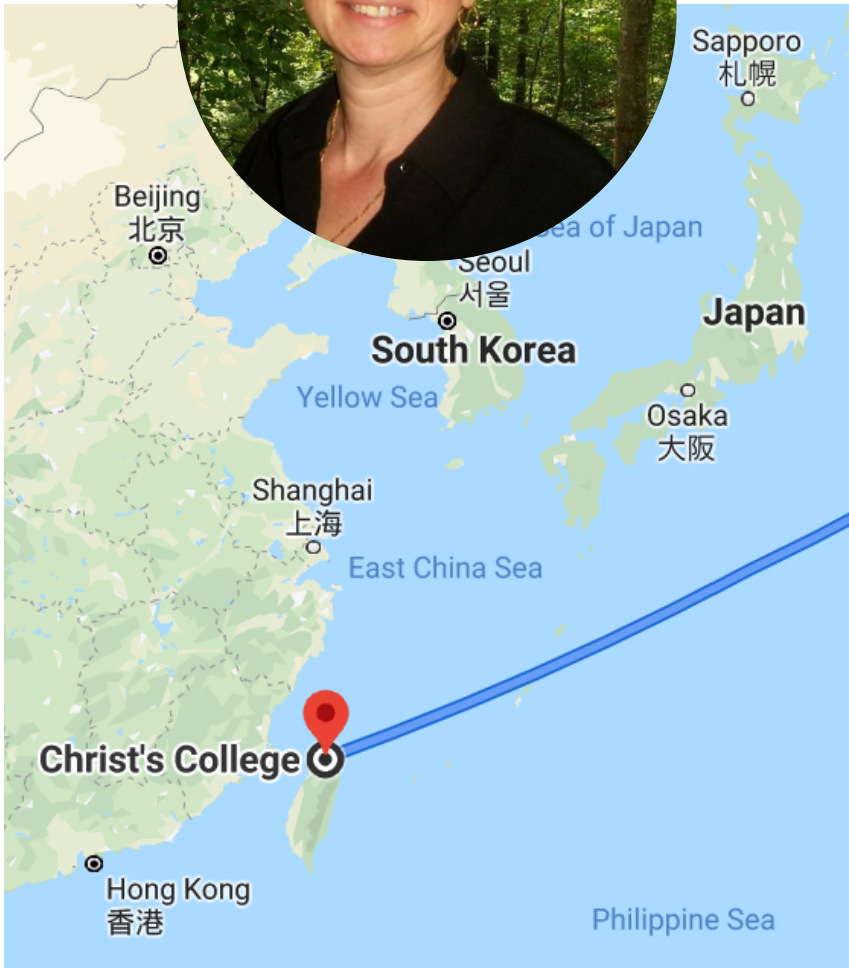 Sapporo
札幌
Beijing
北京
Sea of Japan
Seoul
서울
Japan
South Korea
Yellow Sea
Osaka
大阪
Shanghai
上海
East China Sea
Christ's College
Hong Kong
香港
Philippine Sea